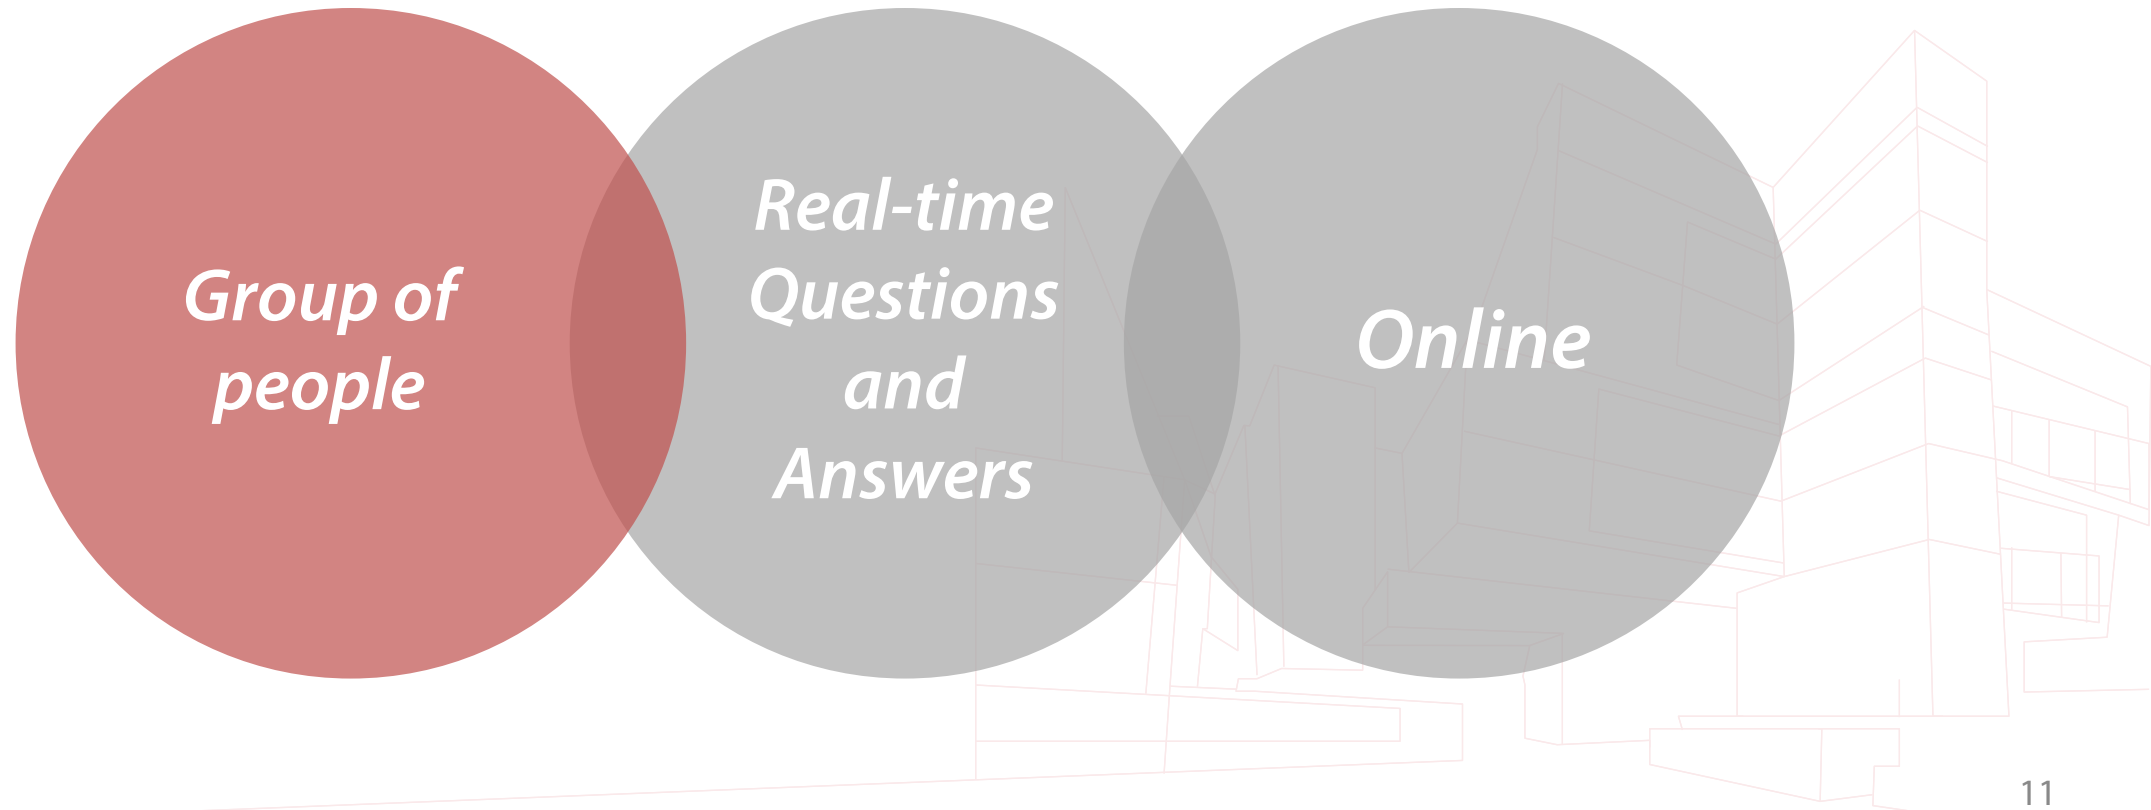 Group of
people
Real-time
Questions
and
Answers
Online
11